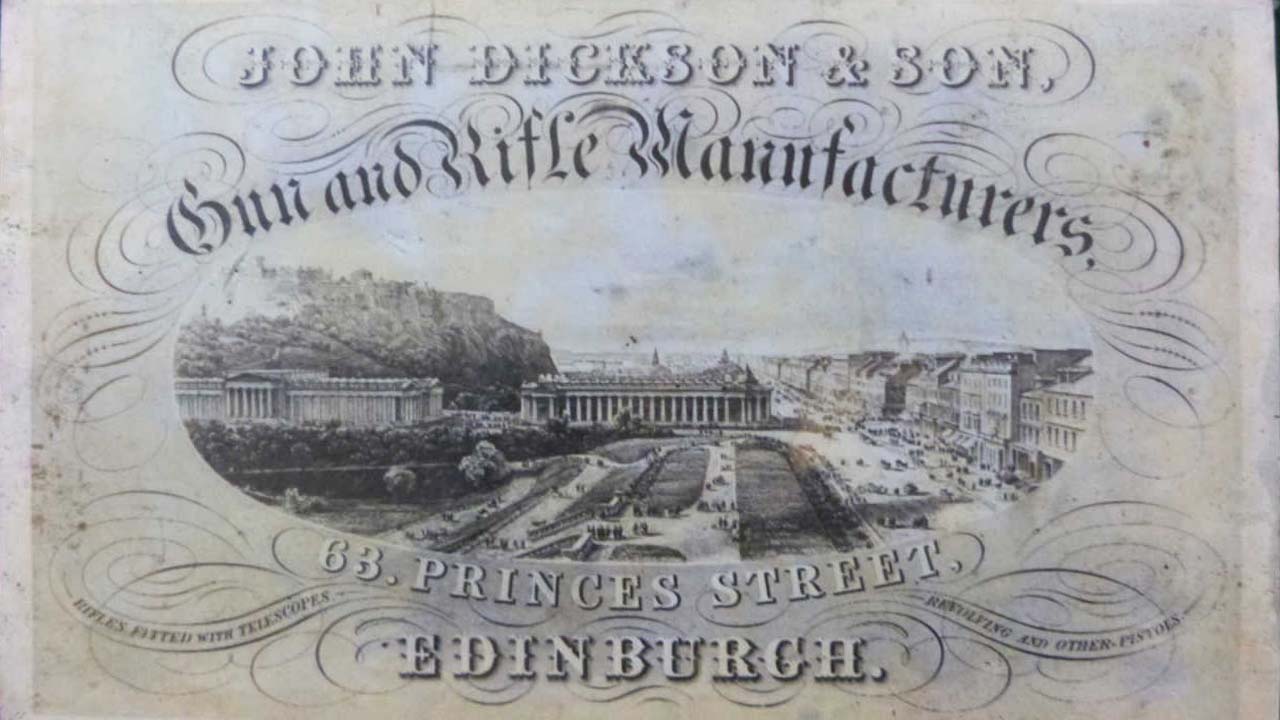 JOHN DICKSON & SON,
Gun and Rifle Manufacturers,
63. PRINCES STREET,
RIFLES FITTED WITH TELESCOPES
REVOLVING AND OTHER-PISTOLS.
EDINBURGH.